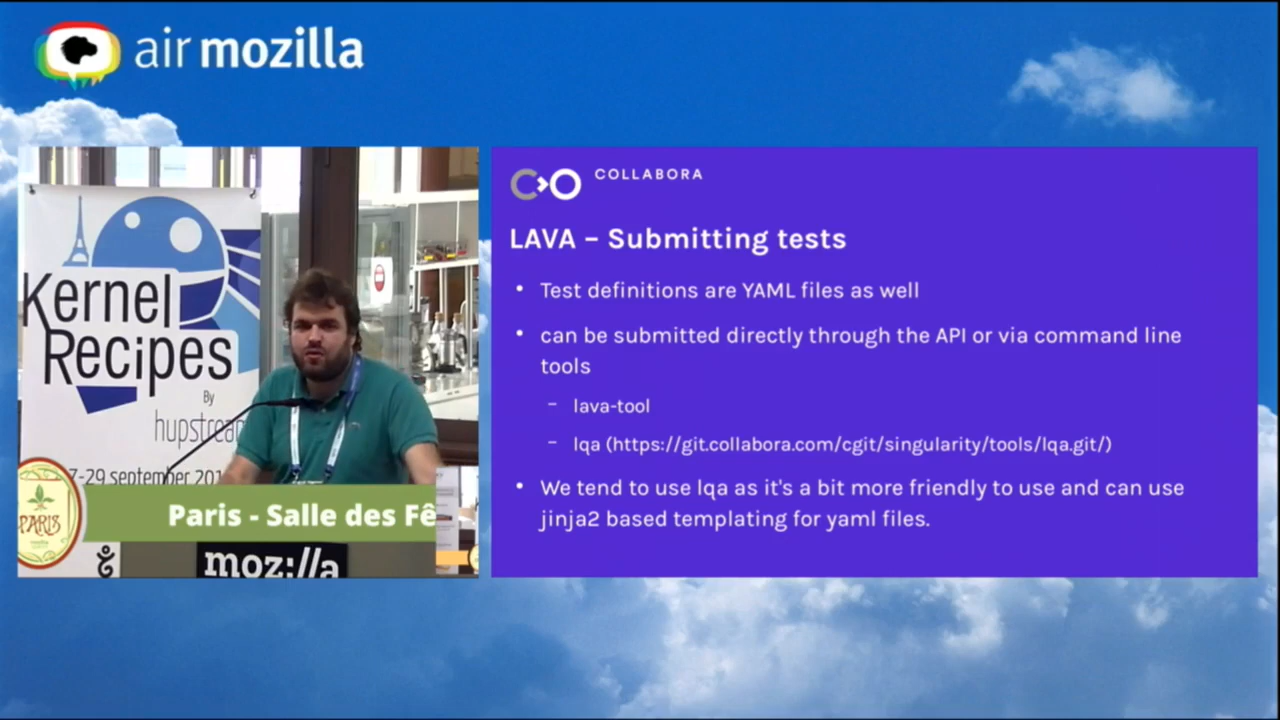 air mozilla
Kernel
Recipes
By
hupstream
7-29 september 201
PARIS
Paris - Salle des Fê
moz://a
COLLABORA
LAVA – Submitting tests
• Test definitions are YAML files as well
• can be submitted directly through the API or via command line
tools
– lava-tool
– lqa (https://git.collabora.com/cgit/singularity/tools/lqa.git/)
• We tend to use lqa as it's a bit more friendly to use and can use
jinja2 based templating for yaml files.